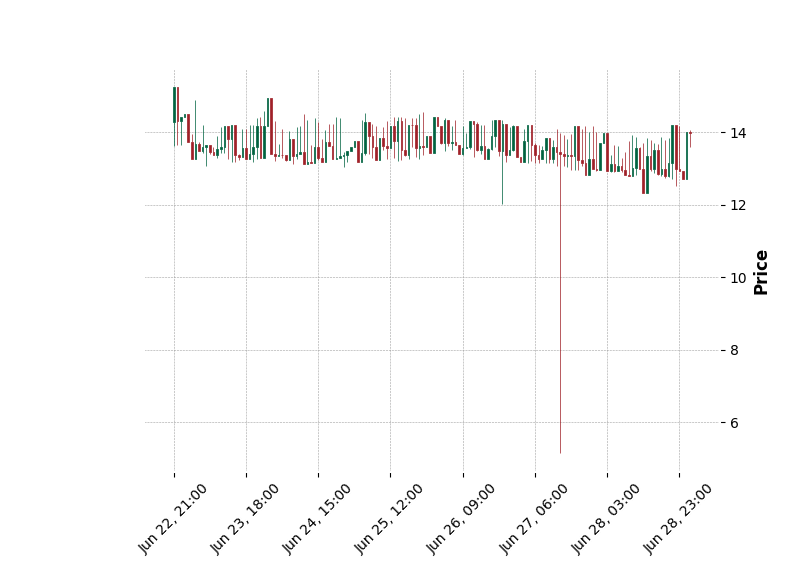 14
12
10
8
6
Price
Jun 22, 21:00
Jun 23, 18:00
Jun 24, 15:00
Jun 25, 12:00
Jun 26, 09:00
Jun 27, 06:00
Jun 28, 03:00
Jun 28, 23:00